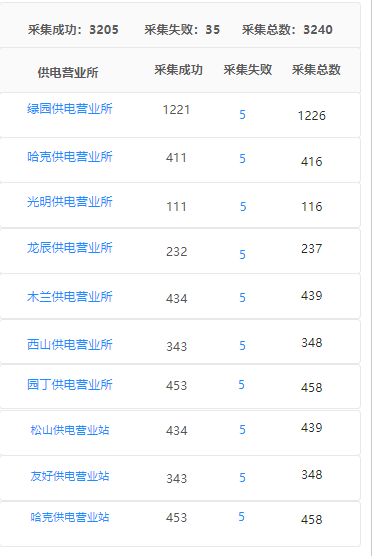 采集成功：3205 采集失败：35 采集总数：3240
供电营业所 采集成功 采集失败 采集总数
绿园供电营业所 1221 5 1226
哈克供电营业所 411 5 416
光明供电营业所 111 5 116
龙辰供电营业所 232 5 237
木兰供电营业所 434 5 439
西山供电营业所 343 5 348
园丁供电营业所 453 5 458
松山供电营业站 434 5 439
友好供电营业站 343 5 348
哈克供电营业站 453 5 458